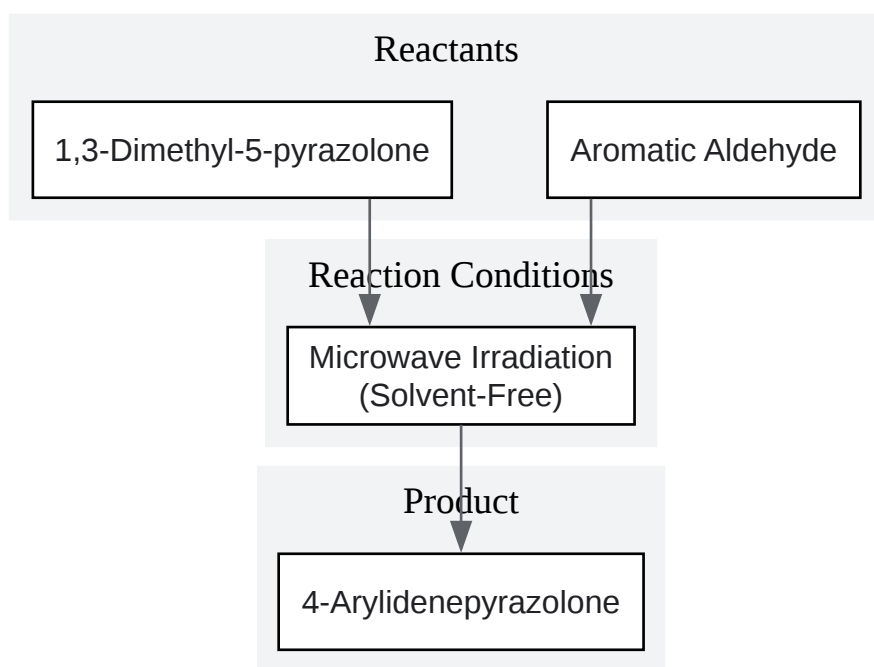 Reactants
1,3-Dimethyl-5-pyrazolone
Aromatic Aldehyde
Reaction Conditions
Microwave Irradiation
(Solvent-Free)
Product
4-Arylidenepyrazolone